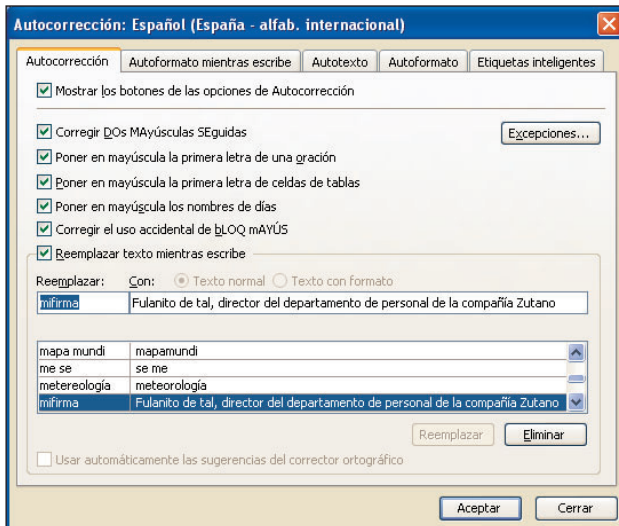 Autocorrección: Español (España - alfab. internacional)
Autocorrección Autoformato mientras escribe Autotexto Autoformato Etiquetas inteligentes
Mostrar los botones de las opciones de Autocorrección
Corregir DOs MAyúsculas SEguidas Excepciones...
Poner en mayúscula la primera letra de una oración
Poner en mayúscula la primera letra de celdas de tablas
Poner en mayúscula los nombres de días
Corregir el uso accidental de bLOQ mAYÚS
Reemplazar texto mientras escribe
Reemplazar: Con: Texto normal Texto con formato
mifirma Fulanito de tal, director del departamento de personal de la compañía Zutano
mapa mundi mapamundi
me se se me
metereología meteorología
mifirma Fulanito de tal, director del departamento de personal de la compañía Zutano
Reemplazar Eliminar
Usar automáticamente las sugerencias del corrector ortográfico
Aceptar Cerrar